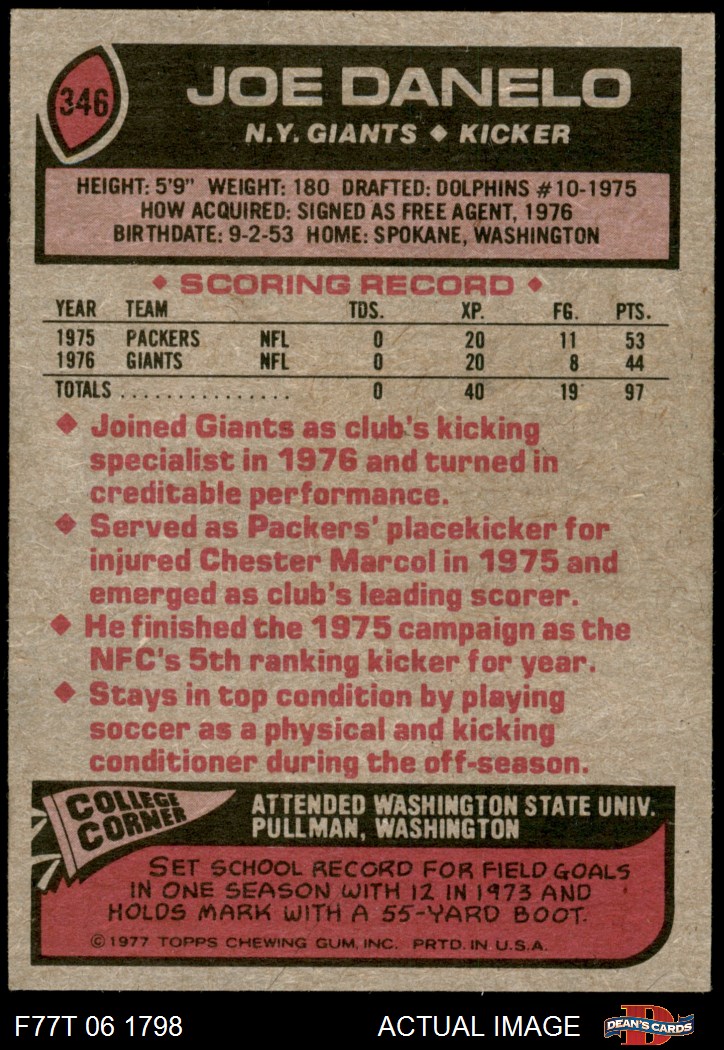 346
JOE DANELO
N.Y. GIANTS ♦ KICKER
HEIGHT: 5'9" WEIGHT: 180 DRAFTED: DOLPHINS #10-1975
HOW ACQUIRED: SIGNED AS FREE AGENT, 1976
BIRTHDATE: 9-2-53 HOME: SPOKANE, WASHINGTON
♦ SCORING RECORD ♦
YEAR TEAM TDS. XP. FG. PTS.
1975 PACKERS NFL 0 20 11 53
1976 GIANTS NFL 0 20 8 44
TOTALS . . . . . . . . . . . . . . . 0 40 19 97
♦ Joined Giants as club's kicking
specialist in 1976 and turned in
creditable performance.
♦ Served as Packers' placekicker for
injured Chester Marcol in 1975 and
emerged as club's leading scorer.
♦ He finished the 1975 campaign as the
NFC's 5th ranking kicker for year.
♦ Stays in top condition by playing
soccer as a physical and kicking
conditioner during the off-season.
COLLEGE
CORNER
ATTENDED WASHINGTON STATE UNIV.
PULLMAN, WASHINGTON
SET SCHOOL RECORD FOR FIELD GOALS
IN ONE SEASON WITH 12 IN 1973 AND
HOLDS MARK WITH A 55-YARD BOOT.
© 1977 TOPPS CHEWING GUM, INC. PRTD. IN U.S.A.
F77T 06 1798
ACTUAL IMAGE
D
DEAN'S CARDS